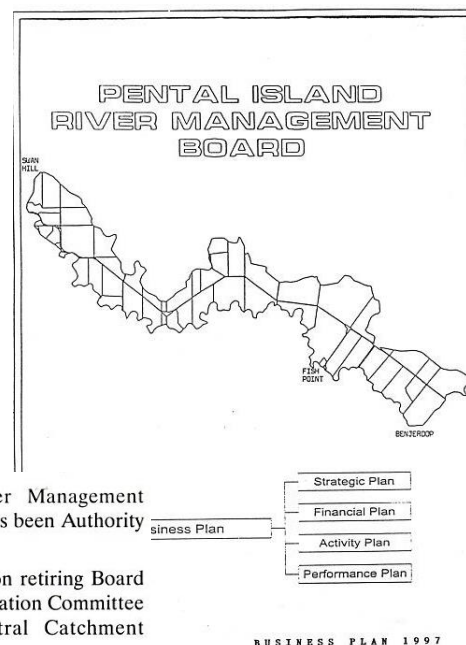 PENTAL ISLAND
RIVER MANAGEMENT
BOARD
SWAN
HILL
FISH
POINT
BENJEROOP
er Management
s been Authority
on retiring Board
ation Committee
tral Catchment
siness Plan
Strategic Plan
Financial Plan
Activity Plan
Performance Plan
BUSINESS PLAN 1997